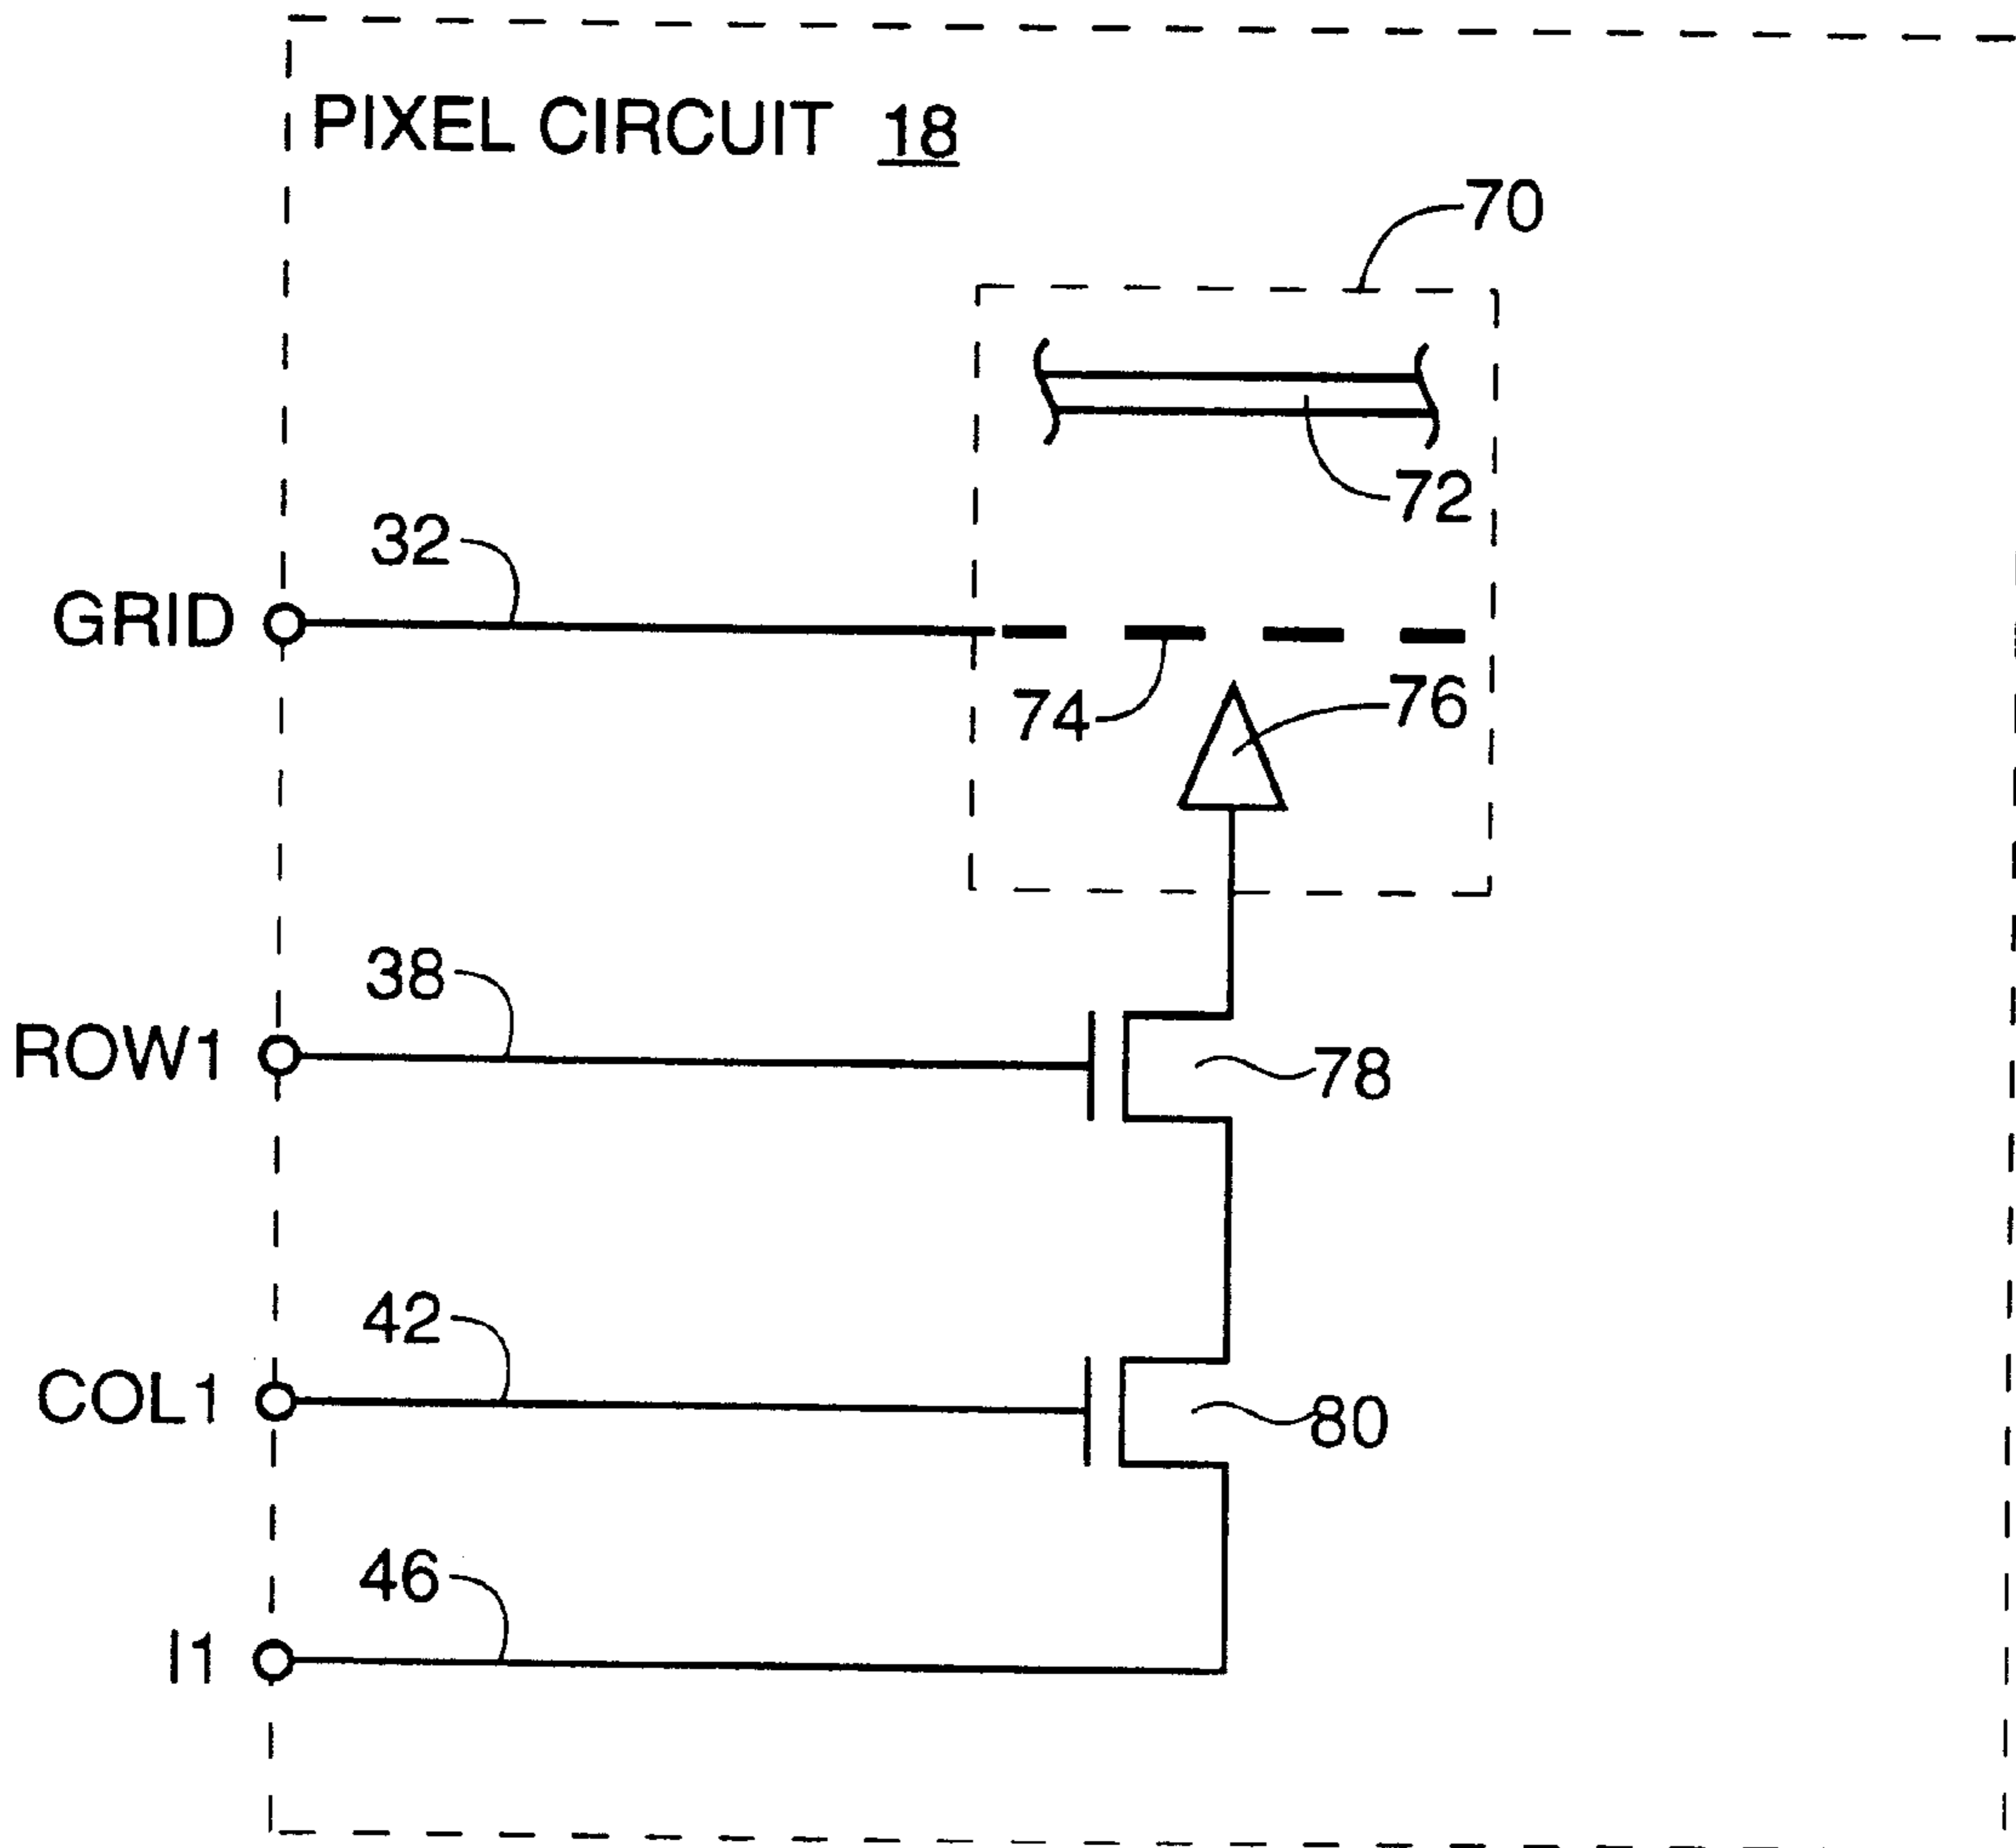 PIXEL CIRCUIT 18
70
72
32
GRID
74
76
38
ROW1
78
42
COL1
80
46
I1